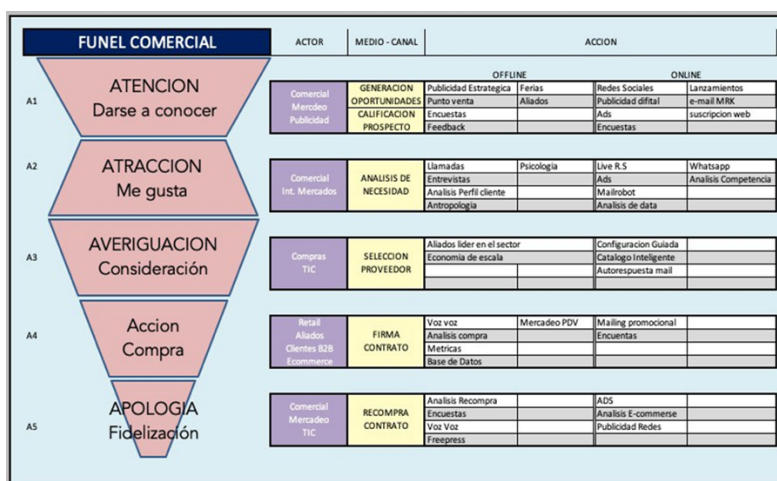 FUNEL COMERCIAL ACTOR MEDIO - CANAL ACCION
OFFLINE ONLINE
A1
ATENCION
Darse a conocer
Comercial
Mercdeo
Publicidad
GENERACION
OPORTUNIDADES
CALIFICACION
PROSPECTO
Publicidad Estrategica Ferias Redes Sociales Lanzamientos
Punto venta Aliados Publicidad difital e-mail MRK
Encuestas Ads suscripcion web
Feedback Encuestas
A2
ATRACCION
Me gusta
Comercial
Int. Mercados
ANALISIS DE
NECESIDAD
Llamadas Psicologia Live R.S Whatsapp
Entrevistas Ads Analisis Competencia
Analisis Perfil cliente Mailrobot
Antropologia Analisis de data
A3
AVERIGUACION
Consideración
Compras
TIC
SELECCION
PROVEEDOR
Aliados lider en el sector Configuracion Guiada
Economia de escala Catalogo Inteligente
Autorespuesta mail
A4
Accion
Compra
Retail
Aliados
Clientes B2B
Ecommerce
FIRMA
CONTRATO
Voz voz Mercadeo PDV Mailing promocional
Analisis compra Encuentas
Metricas
Base de Datos
A5
APOLOGIA
Fidelización
Comercial
Mercadeo
TIC
RECOMPRA
CONTRATO
Analisis Recompra ADS
Encuestas Analisis E-commerse
Voz Voz Publicidad Redes
Freepress